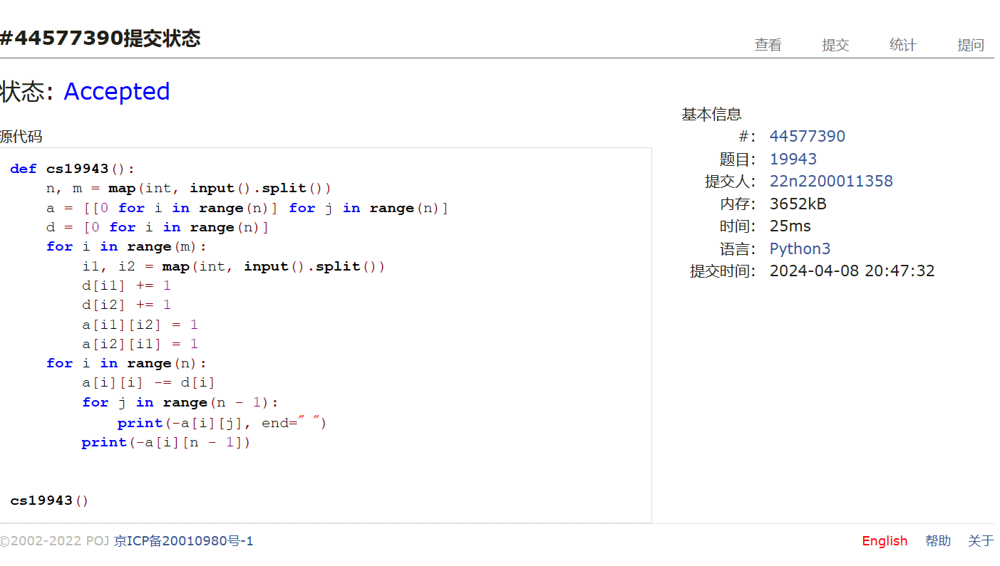 #44577390提交状态
查看 提交 统计 提问
状态: Accepted
源代码
def cs19943():
    n, m = map(int, input().split())
    a = [[0 for i in range(n)] for j in range(n)]
    d = [0 for i in range(n)]
    for i in range(m):
        i1, i2 = map(int, input().split())
        d[i1] += 1
        d[i2] += 1
        a[i1][i2] = 1
        a[i2][i1] = 1
    for i in range(n):
        a[i][i] -= d[i]
        for j in range(n - 1):
            print(-a[i][j], end=" ")
        print(-a[i][n - 1])
cs19943()
基本信息
#: 44577390
题目: 19943
提交人: 22n2200011358
内存: 3652kB
时间: 25ms
语言: Python3
提交时间: 2024-04-08 20:47:32
©2002-2022 POJ 京ICP备20010980号-1
English 帮助 关于